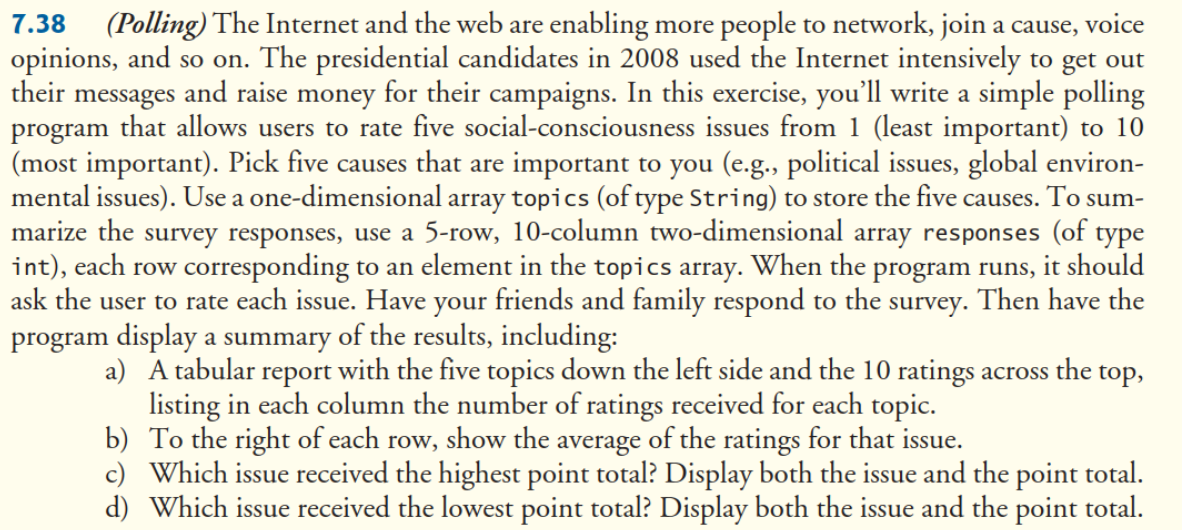 7.38 (Polling) The Internet and the web are enabling more people to network, join a cause, voice
opinions, and so on. The presidential candidates in 2008 used the Internet intensively to get out
their messages and raise money for their campaigns. In this exercise, you'll write a simple polling
program that allows users to rate five social-consciousness issues from 1 (least important) to 10
(most important). Pick five causes that are important to you (e.g., political issues, global environ-
mental issues). Use a one-dimensional array topics (of type String) to store the five causes. To sum-
marize the survey responses, use a 5-row, 10-column two-dimensional array responses (of type
int), each row corresponding to an element in the topics array. When the program runs, it should
ask the user to rate each issue. Have your friends and family respond to the survey. Then have the
program display a summary of the results, including:
a) A tabular report with the five topics down the left side and the 10 ratings across the top,
listing in each column the number of ratings received for each topic.
b) To the right of each row, show the average of the ratings for that issue.
c) Which issue received the highest point total? Display both the issue and the point total.
d) Which issue received the lowest point total? Display both the issue and the point total.